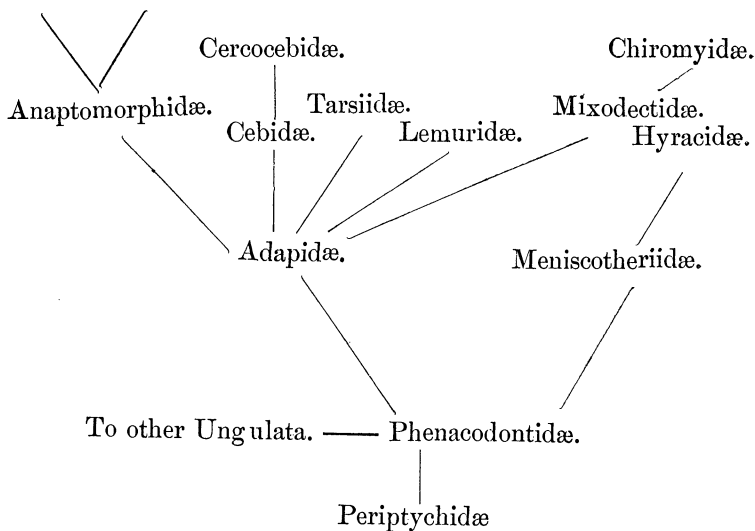 Cercocebidæ.
Chiromyidæ.
Anaptomorphidæ.
Tarsiidæ.
Mixodectidæ.
Cebidæ.
Lemuridæ.
Hyracidæ.
Adapidæ.
Meniscotheriidæ.
To other Ungulata.
Phenacodontidæ.
Periptychidæ